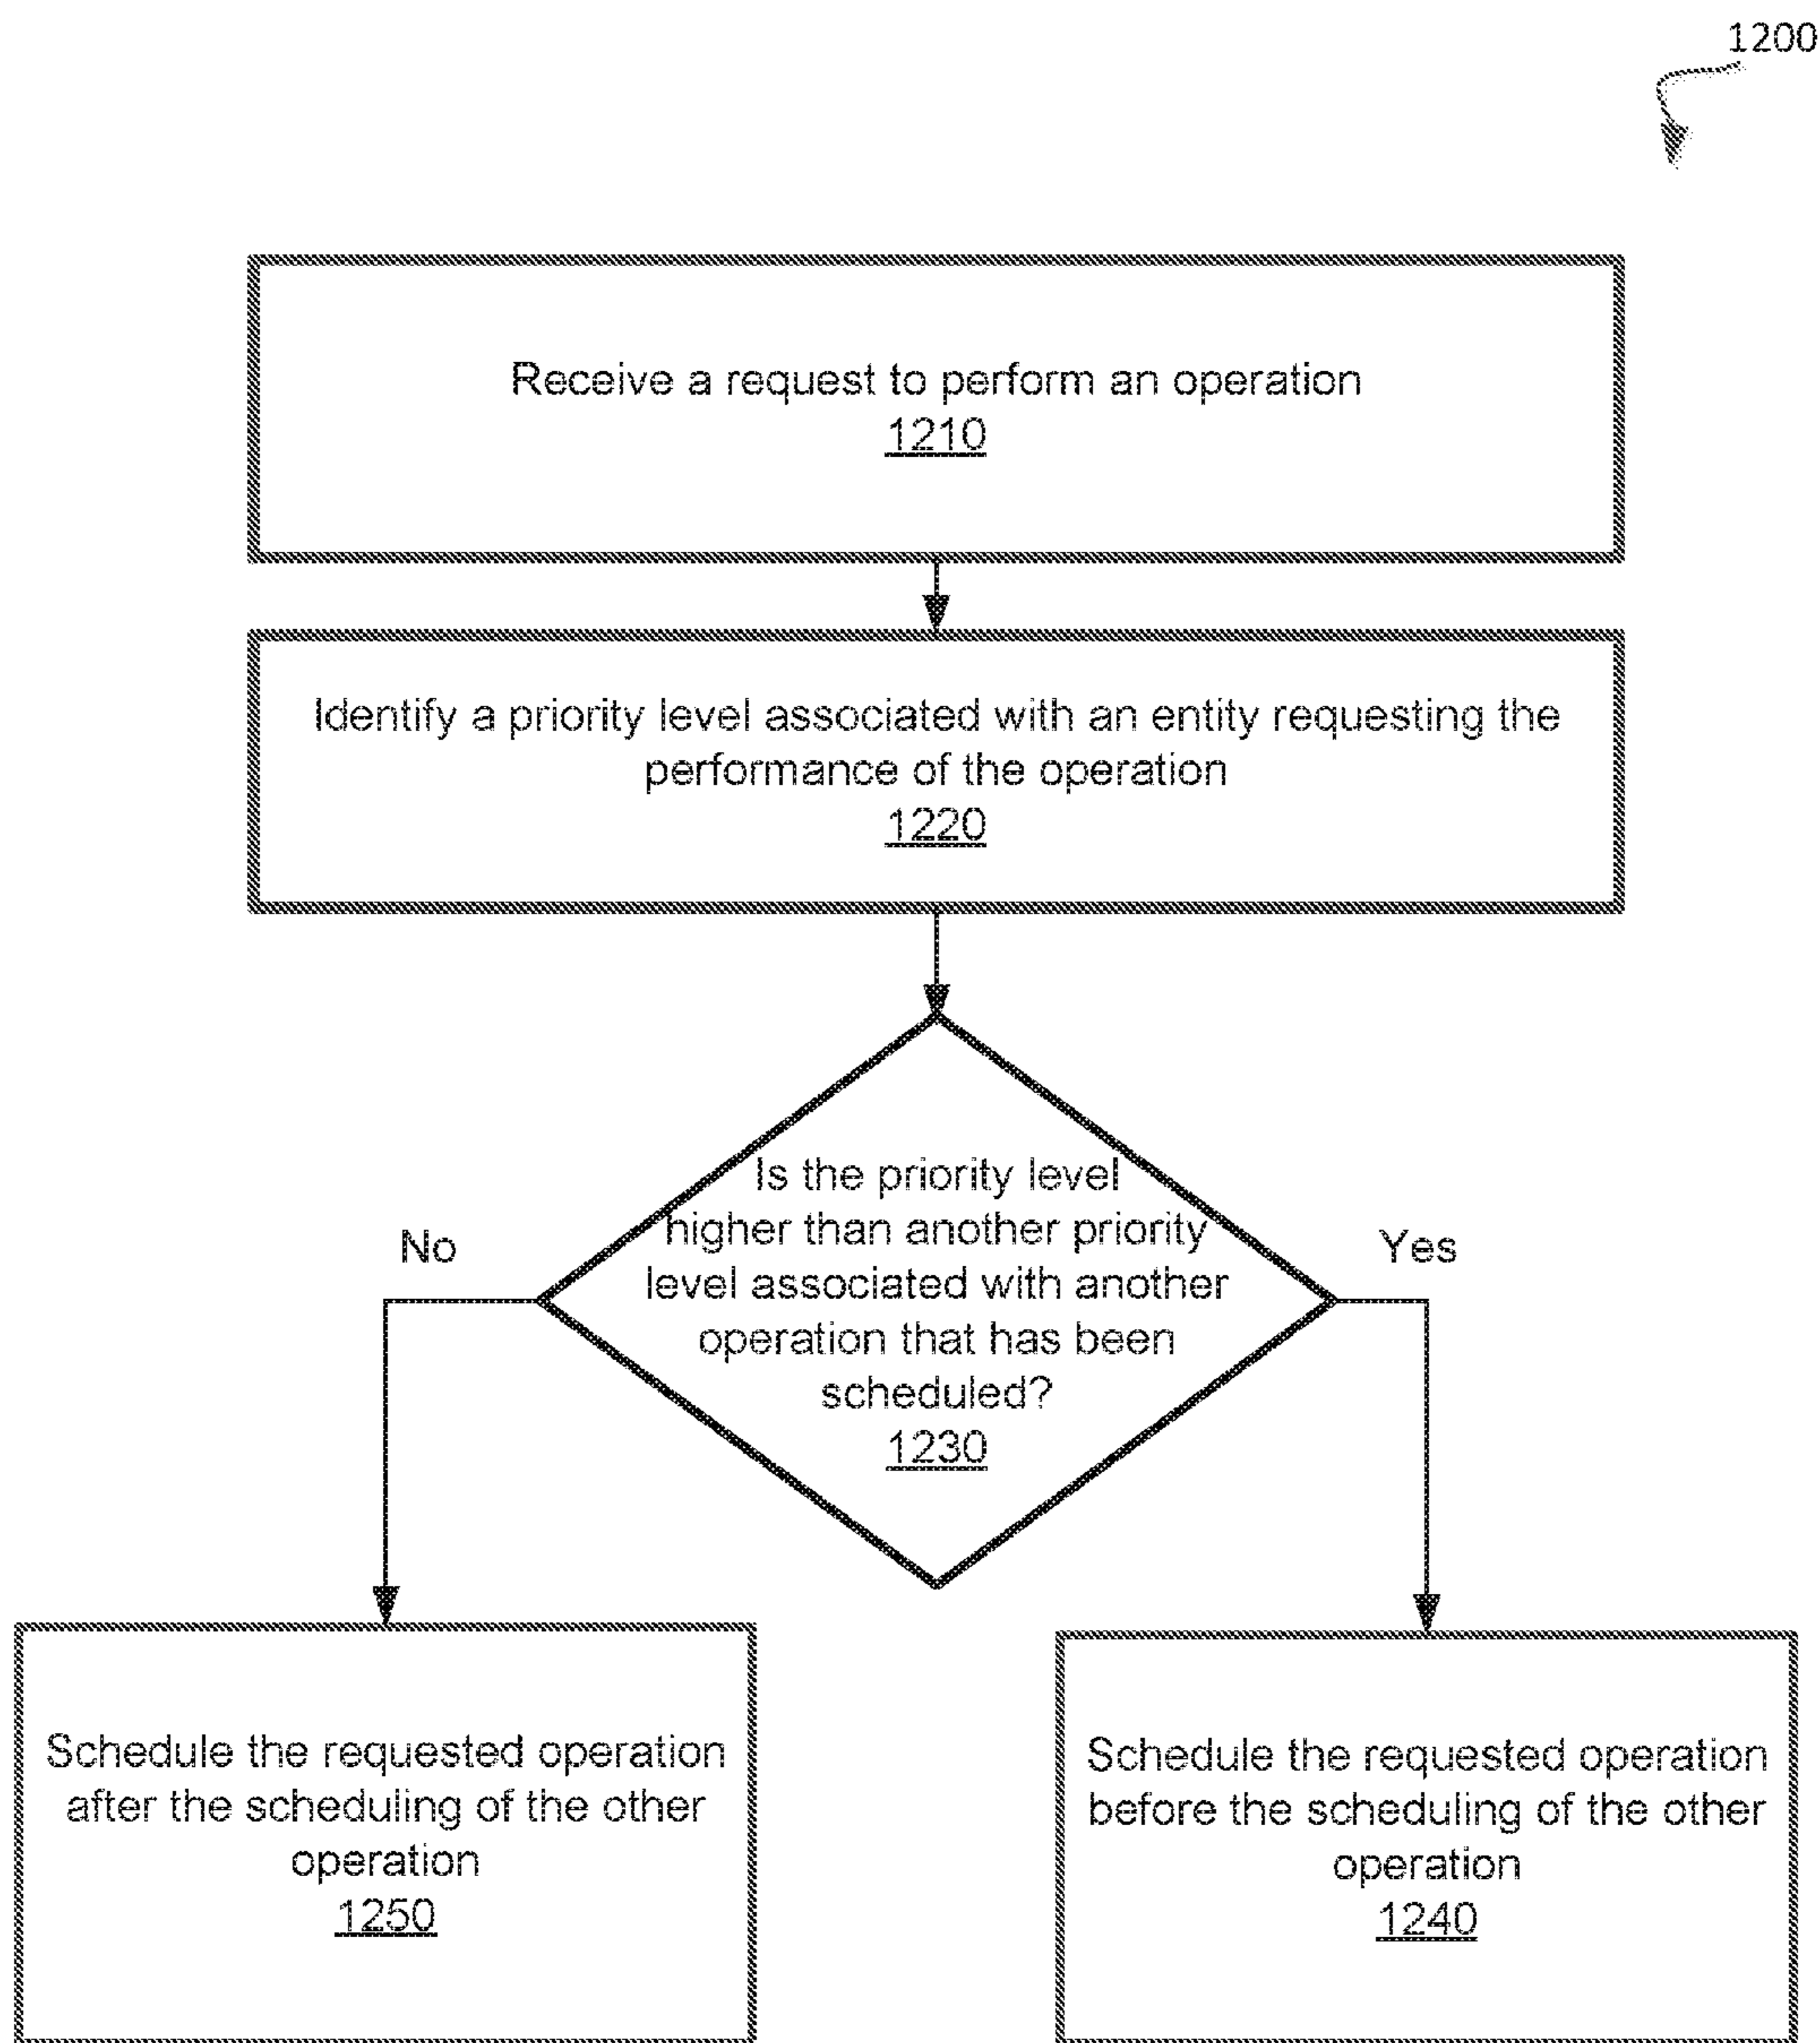 1200
Receive a request to perform an operation
1210
Identify a priority level associated with an entity requesting the
performance of the operation
1220
Is the priority level
higher than another priority
level associated with another
operation that has been
scheduled?
1230
No
Yes
Schedule the requested operation
after the scheduling of the other
operation
1250
Schedule the requested operation
before the scheduling of the other
operation
1240